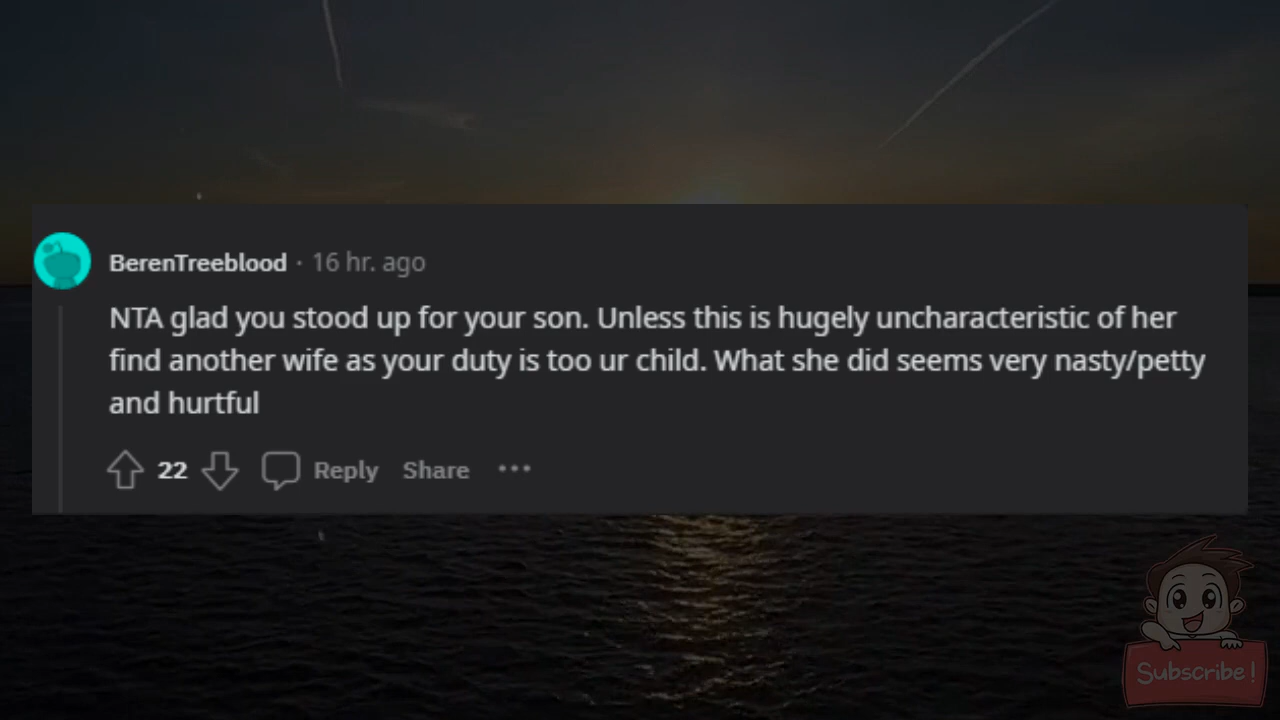 BerenTreeblood · 16 hr. ago
NTA glad you stood up for your son. Unless this is hugely uncharacteristic of her
find another wife as your duty is too ur child. What she did seems very nasty/petty
and hurtful
22 Reply Share ···
Subscribe!